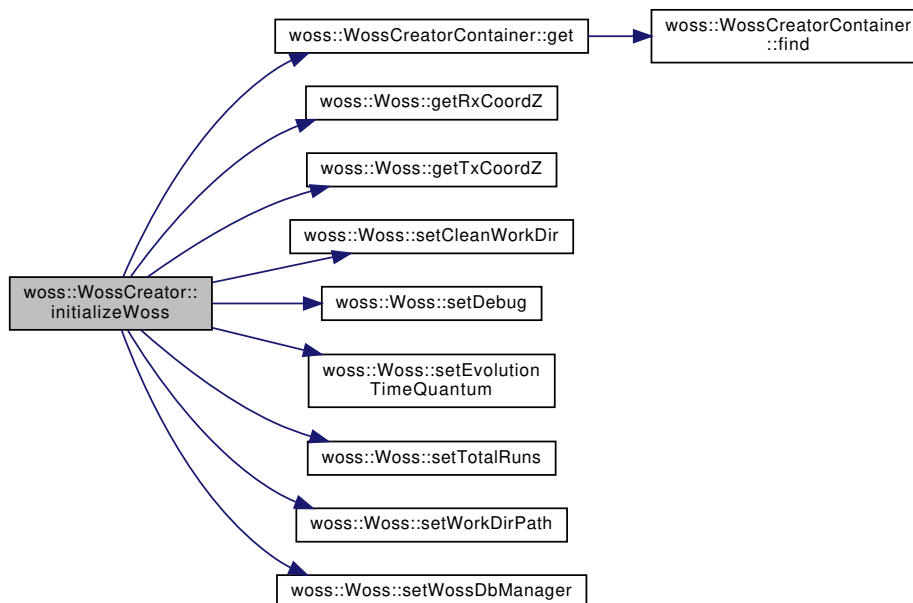 woss::WossCreatorContainer::get
woss::WossCreatorContainer
::find
woss::Woss::getRxCoordZ
woss::Woss::getTxCoordZ
woss::Woss::setCleanWorkDir
woss::WossCreator::
initializeWoss
woss::Woss::setDebug
woss::Woss::setEvolution
TimeQuantum
woss::Woss::setTotalRuns
woss::Woss::setWorkDirPath
woss::Woss::setWossDbManager